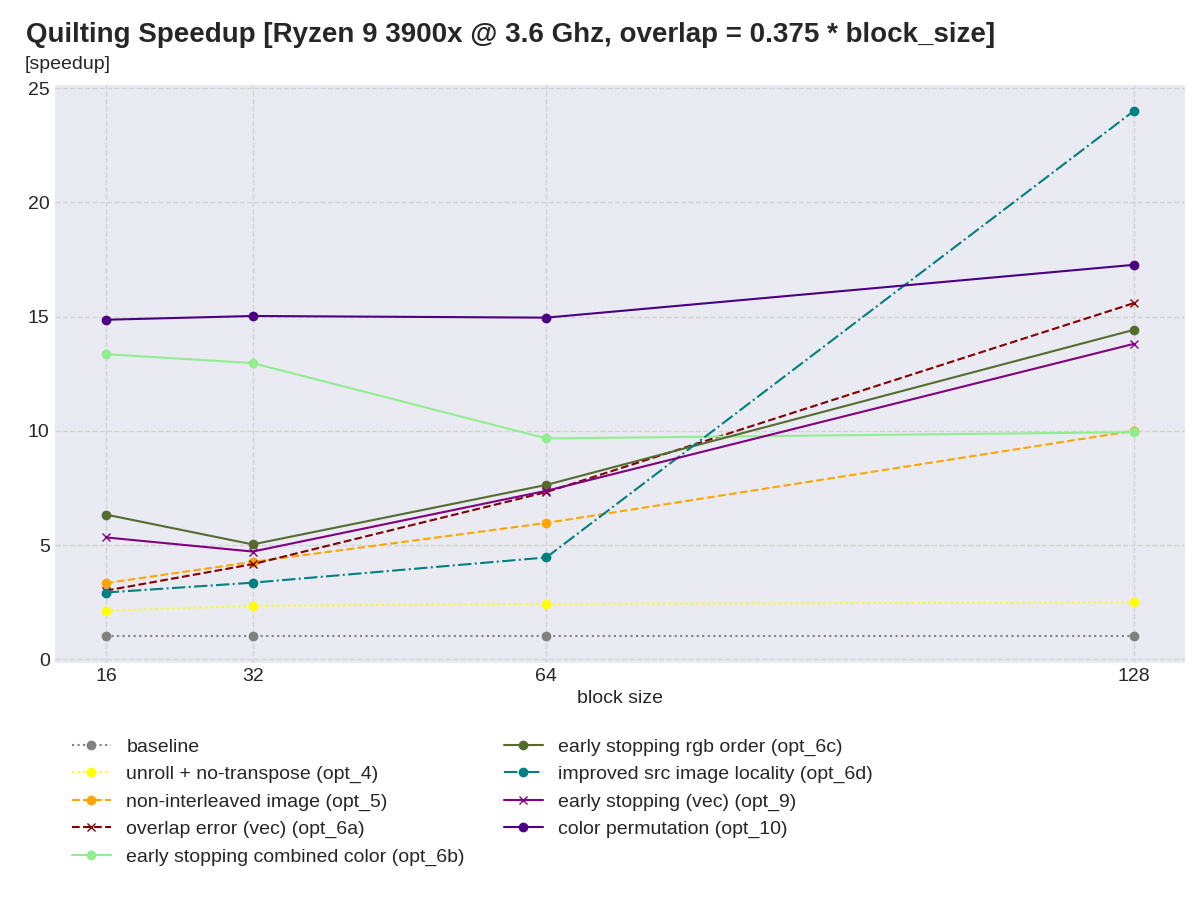 Quilting Speedup [Ryzen 9 3900x @ 3.6 Ghz, overlap = 0.375 * block_size]
[speedup]
25
20
15
10
5
0
16 32 64 128
block size
baseline
unroll + no-transpose (opt_4)
non-interleaved image (opt_5)
overlap error (vec) (opt_6a)
early stopping combined color (opt_6b)
early stopping rgb order (opt_6c)
improved src image locality (opt_6d)
early stopping (vec) (opt_9)
color permutation (opt_10)